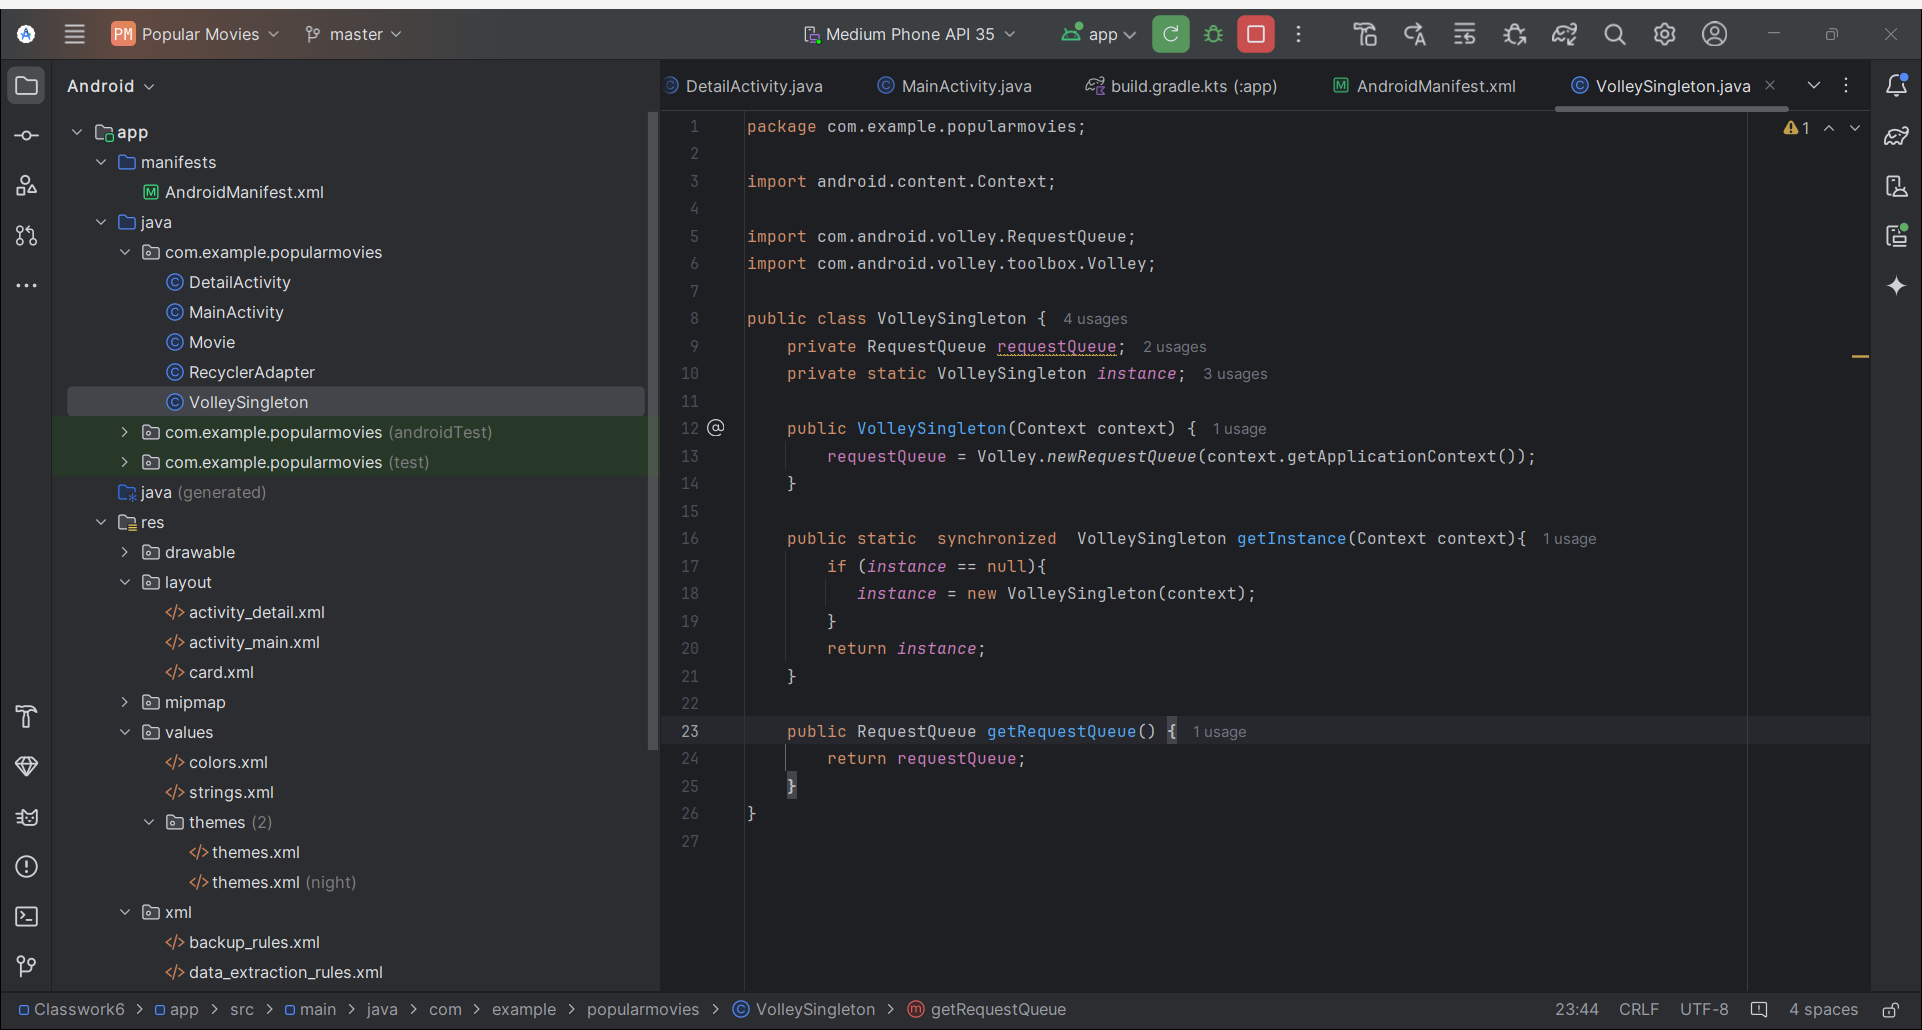 PM Popular Movies master Medium Phone API 35 app
Android
app
manifests
AndroidManifest.xml
java
com.example.popularmovies
DetailActivity
MainActivity
Movie
RecyclerAdapter
VolleySingleton
com.example.popularmovies (androidTest)
com.example.popularmovies (test)
java (generated)
res
drawable
layout
activity_detail.xml
activity_main.xml
card.xml
mipmap
values
colors.xml
strings.xml
themes (2)
themes.xml
themes.xml (night)
xml
backup_rules.xml
data_extraction_rules.xml
DetailActivity.java MainActivity.java build.gradle.kts (:app) AndroidManifest.xml VolleySingleton.java
1
1 package com.example.popularmovies;
2
3 import android.content.Context;
4
5 import com.android.volley.RequestQueue;
6 import com.android.volley.toolbox.Volley;
7
8 public class VolleySingleton { 4 usages
9 private RequestQueue requestQueue; 2 usages
10 private static VolleySingleton instance; 3 usages
11
12 @ public VolleySingleton(Context context) { 1 usage
13 requestQueue = Volley.newRequestQueue(context.getApplicationContext());
14 }
15
16 public static synchronized VolleySingleton getInstance(Context context){ 1 usage
17 if (instance == null){
18 instance = new VolleySingleton(context);
19 }
20 return instance;
21 }
22
23 public RequestQueue getRequestQueue() { 1 usage
24 return requestQueue;
25 }
26 }
27
Classwork6 > app > src > main > java > com > example > popularmovies > VolleySingleton > getRequestQueue 23:44 CRLF UTF-8 4 spaces